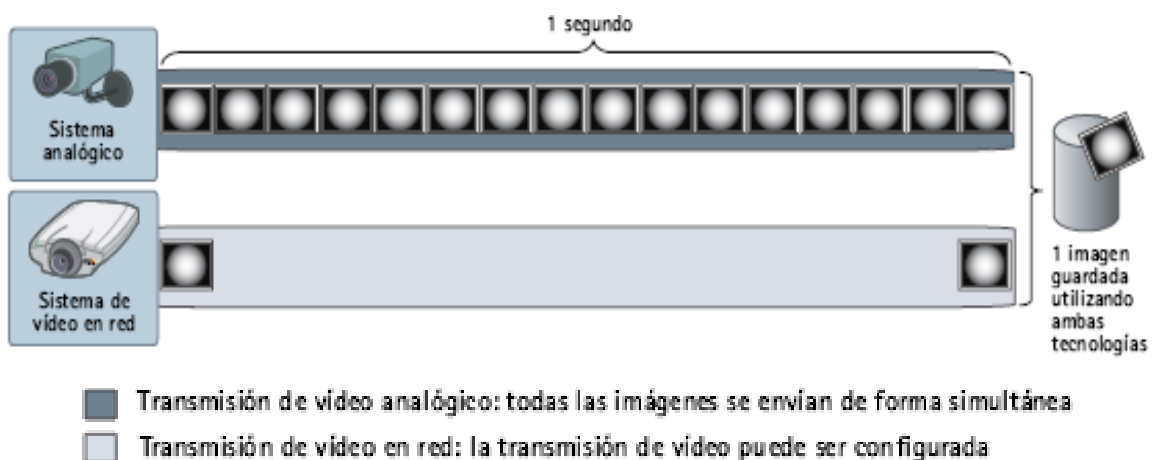 1 segundo
Sistema
analógico
Sistema de
vídeo en red
1 imagen
guardada
utilizando
ambas
tecnologías
Transmisión de vídeo analógico: todas las imágenes se envían de forma simultánea
Transmisión de vídeo en red: la transmisión de vídeo puede ser configurada